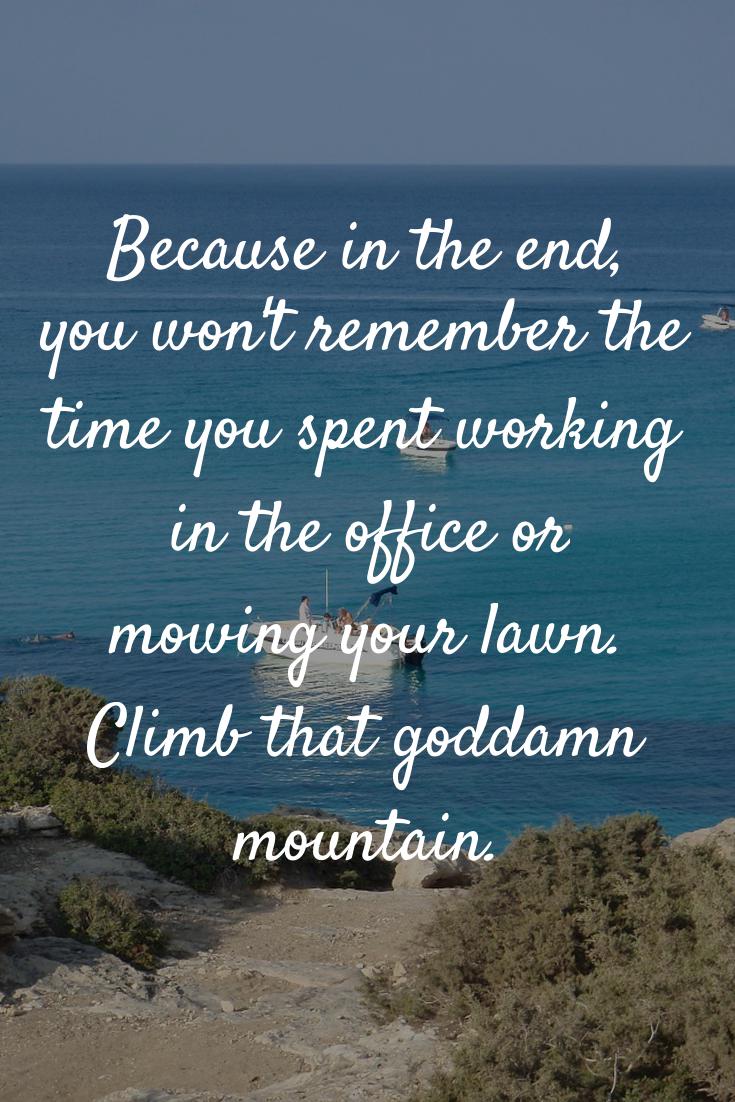 Because in the end,
you won't remember the
time you spent working
in the office or
mowing your lawn.
Climb that goddamn
mountain.